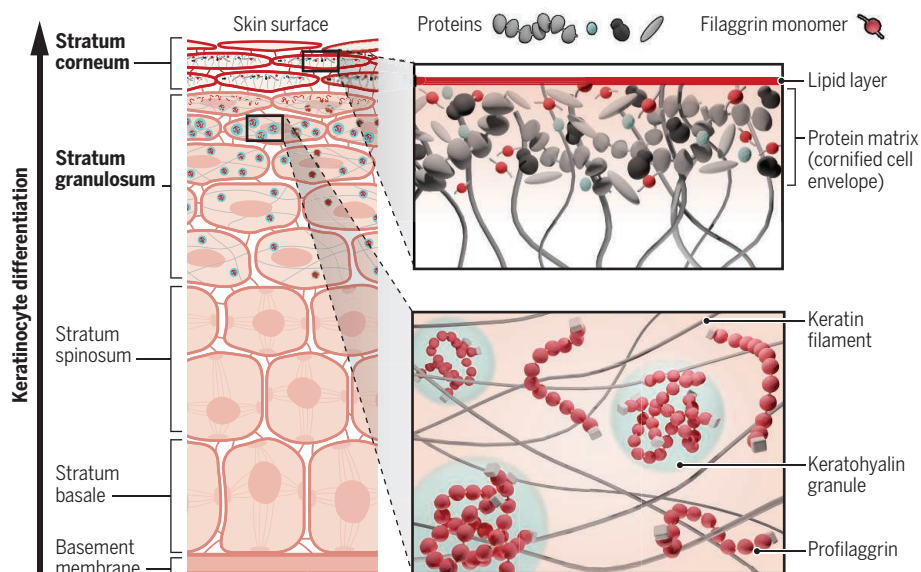 Skin surface
Proteins
Filaggrin monomer
Keratinocyte differentiation
Stratum
corneum
Stratum
granulosum
Stratum
spinosum
Stratum
basale
Basement
membrane
Lipid layer
Protein matrix
(cornified cell
envelope)
Keratin
filament
Keratohyalin
granule
Profilaggrin